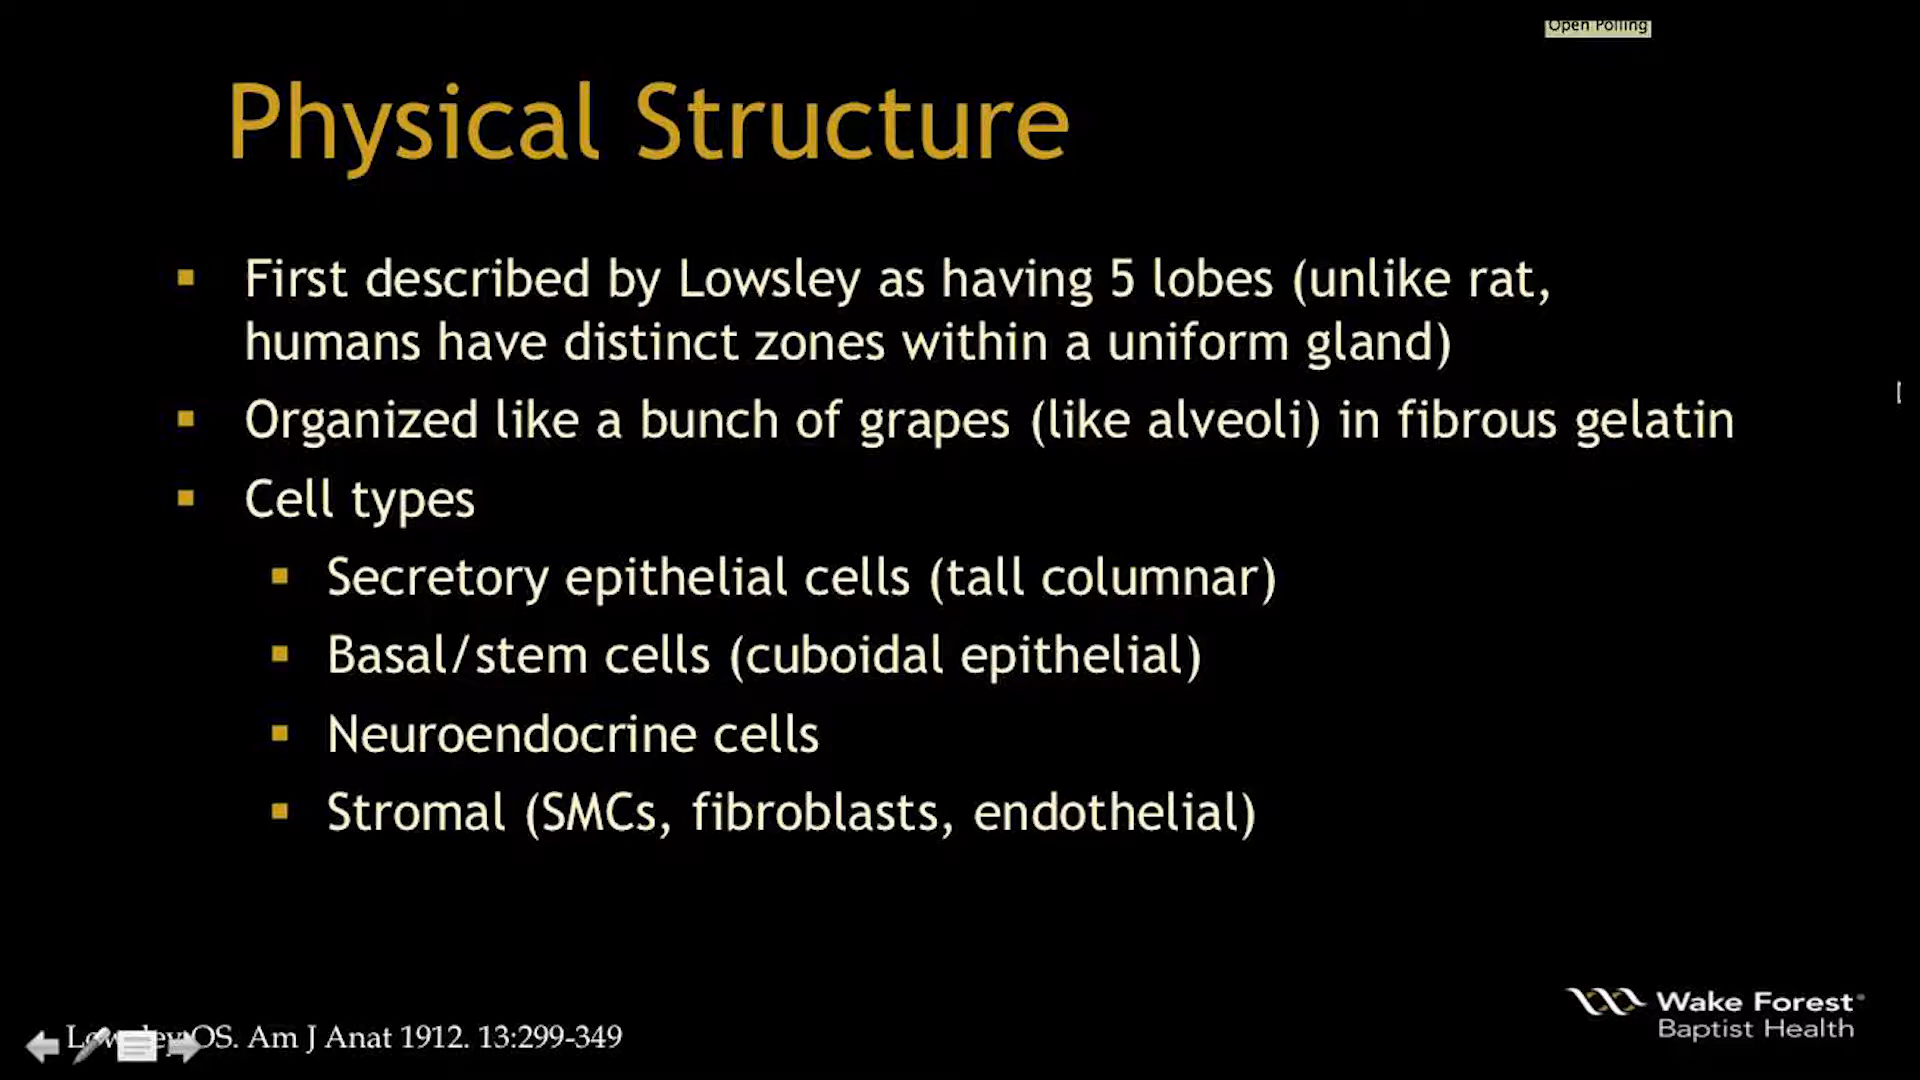 Open Polling
Physical Structure
First described by Lowsley as having 5 lobes (unlike rat,
humans have distinct zones within a uniform gland)
Organized like a bunch of grapes (like alveoli) in fibrous gelatin
Cell types
Secretory epithelial cells (tall columnar)
Basal/stem cells (cuboidal epithelial)
Neuroendocrine cells
Stromal (SMCs, fibroblasts, endothelial)
Wake Forest®
Baptist Health
Lowsley OS. Am J Anat 1912. 13:299-349